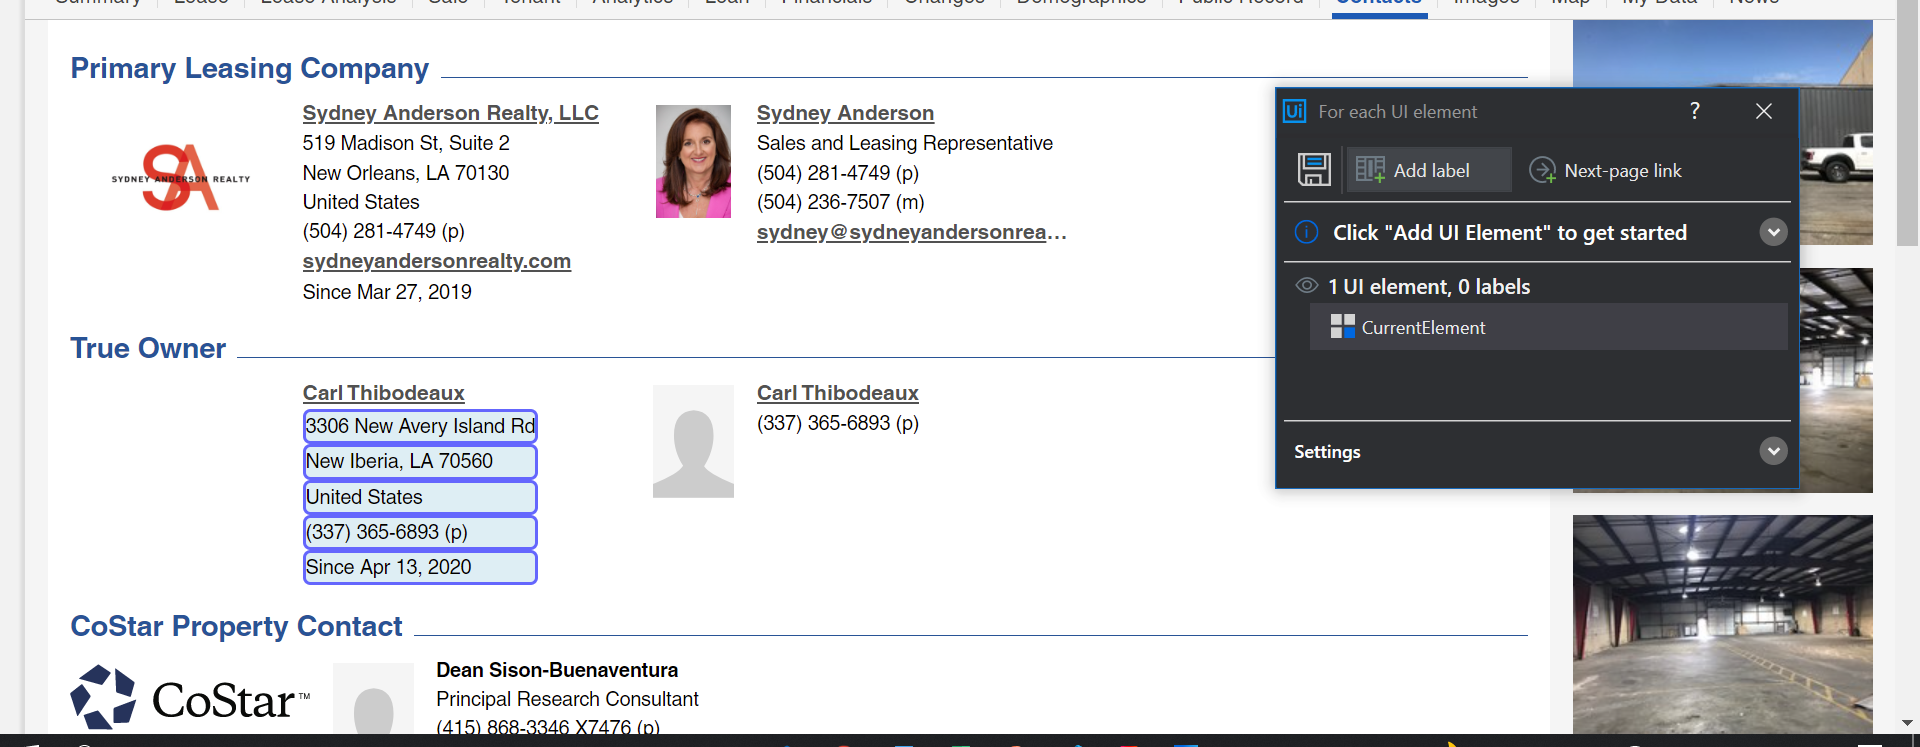 Summary Lease Lease Analysis Sale Tenant Analytics Loan Financials Changes Demographics Public Record Contacts Images Map My Data News
Primary Leasing Company
SYDNEY ANDERSON REALTY
SA
Sydney Anderson Realty, LLC
519 Madison St, Suite 2
New Orleans, LA 70130
United States
(504) 281-4749 (p)
sydneyandersonrealty.com
Since Mar 27, 2019
Sydney Anderson
Sales and Leasing Representative
(504) 281-4749 (p)
(504) 236-7507 (m)
sydney@sydneyandersonrea...
True Owner
Carl Thibodeaux
3306 New Avery Island Rd
New Iberia, LA 70560
United States
(337) 365-6893 (p)
Since Apr 13, 2020
Carl Thibodeaux
(337) 365-6893 (p)
CoStar Property Contact
CoStar™
Dean Sison-Buenaventura
Principal Research Consultant
(415) 868-3346 X7476 (p)
Ui For each UI element ?
Add label Next-page link
Click "Add UI Element" to get started
1 UI element, 0 labels
CurrentElement
Settings